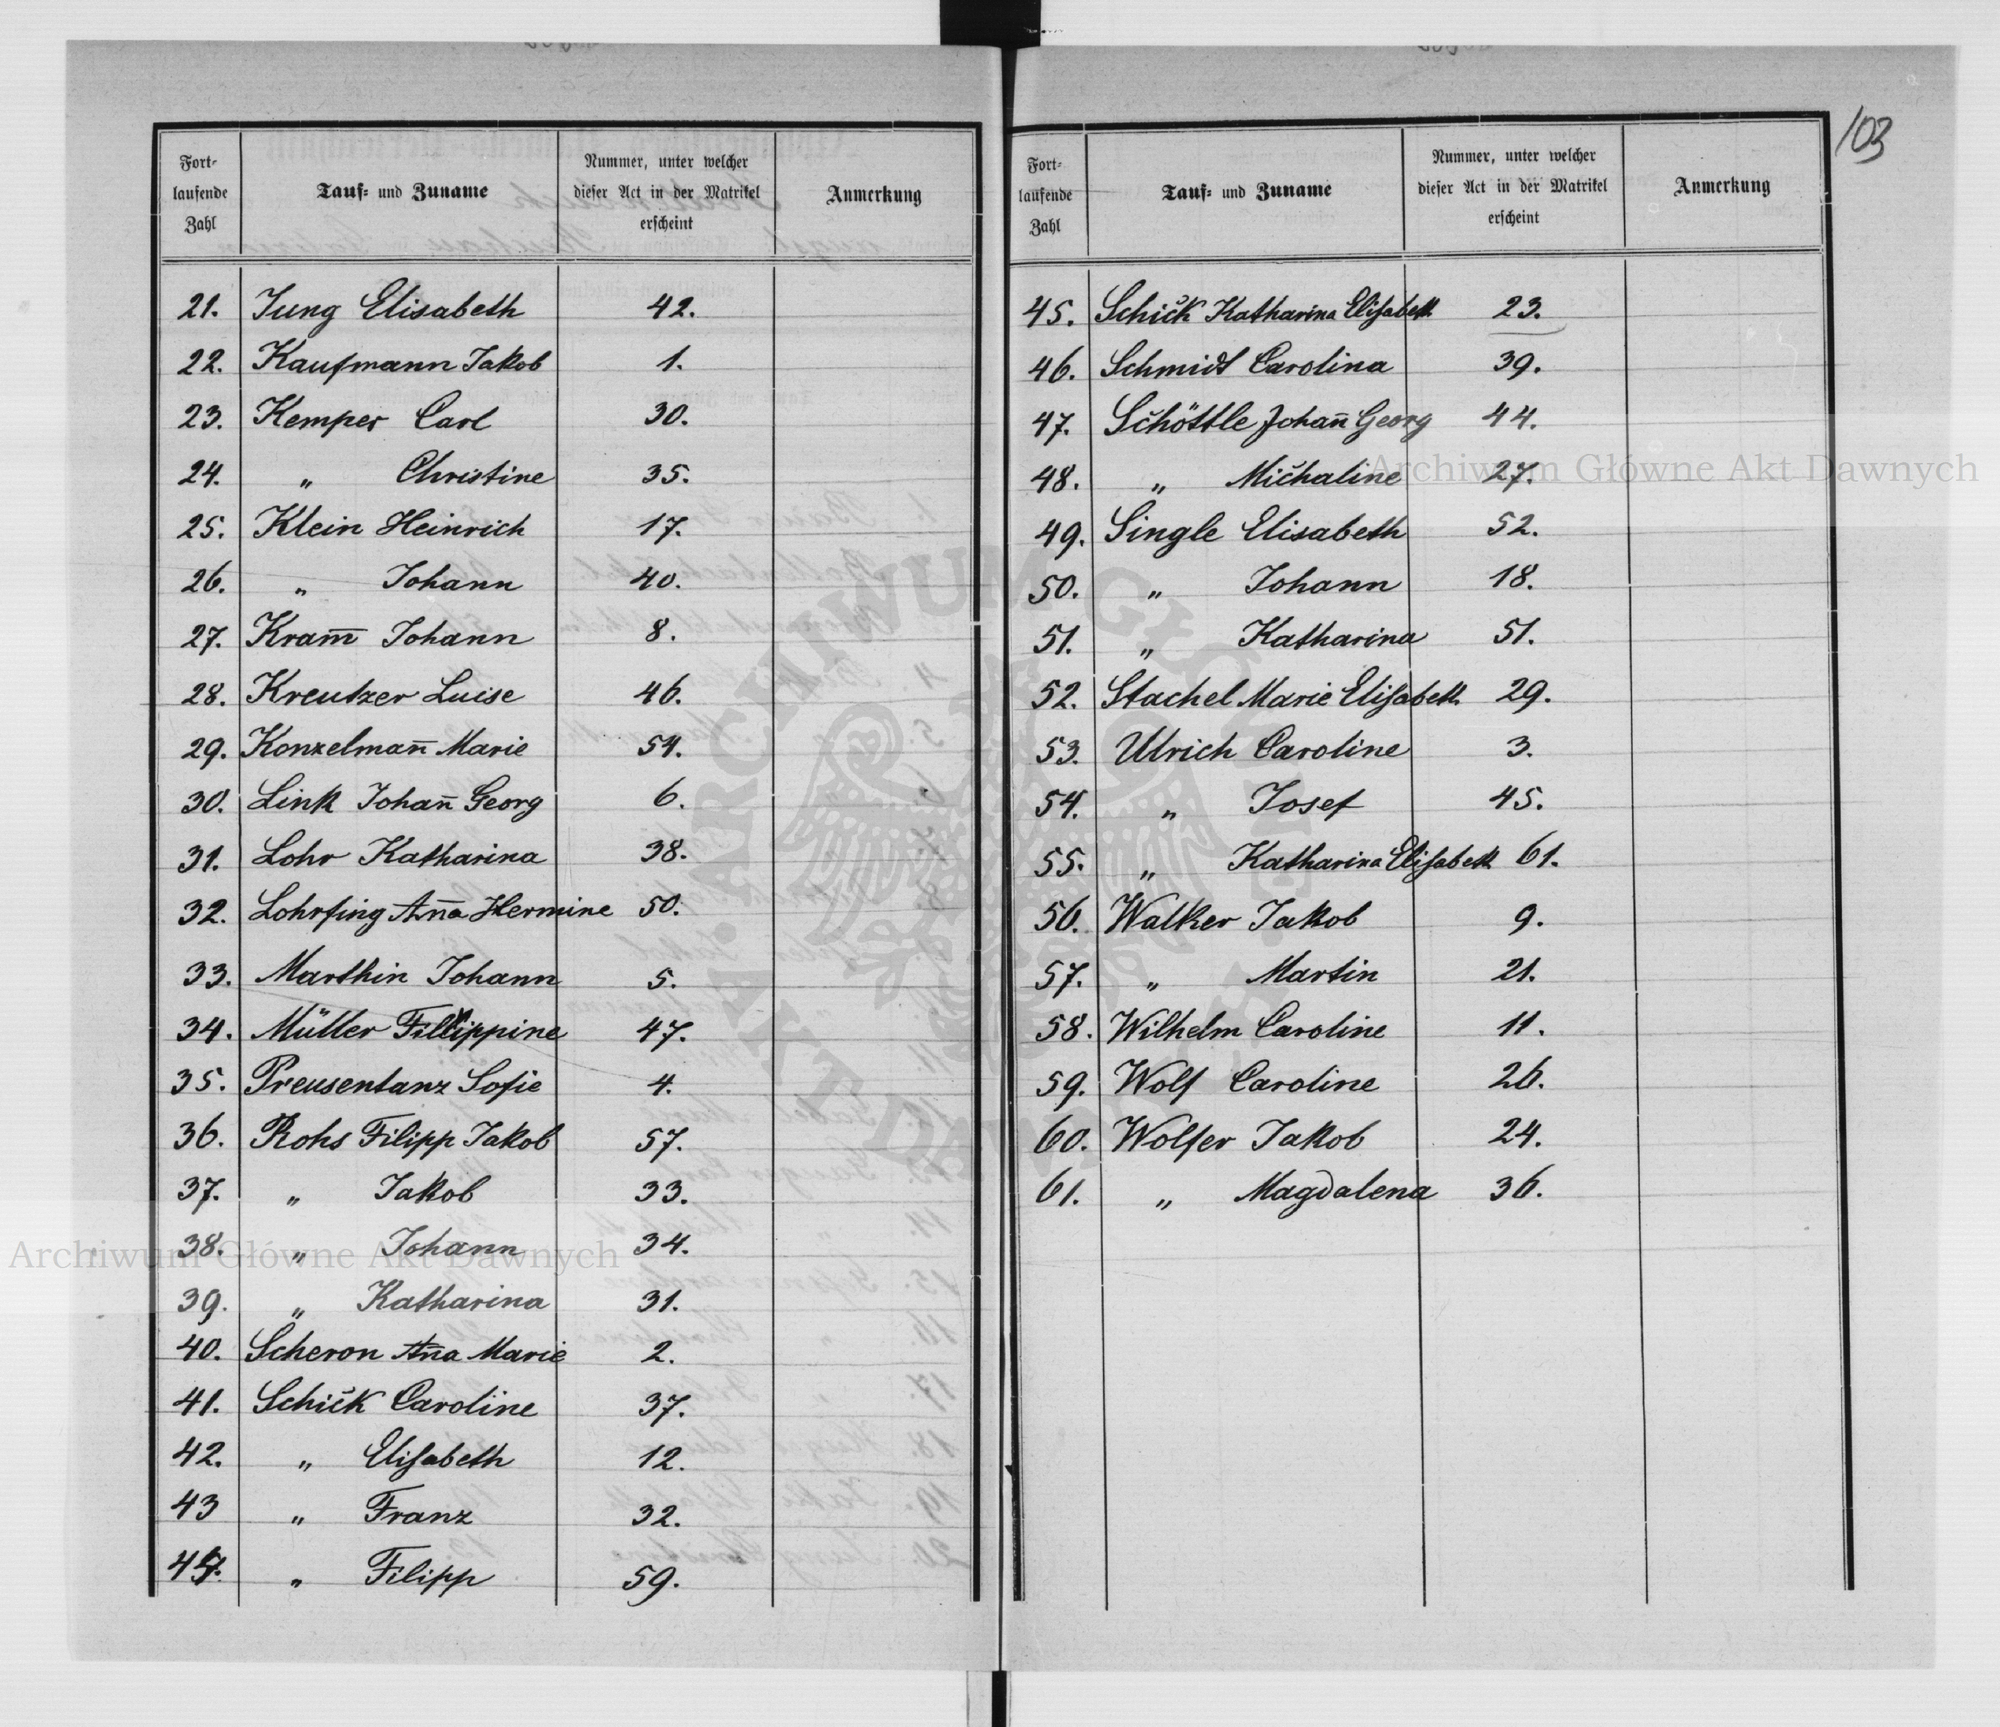 103
Fort-
laufende
Zahl
Tauf= und Zuname
Nummer, unter welcher
dieser Act in der Matrikel
erscheint
Anmerkung
21. Jung Elisabeth 42.
22. Kaufmann Jakob 1.
23. Kemper Carl 30.
24. „ Christine 35.
25. Klein Heinrich 17.
26. „ Johann 40.
27. Kram̅ Johann 8.
28. Kreutzer Luise 46.
29. Konzelman̅ Marie 54.
30. Link Johan̅ Georg 6.
31. Lohr Katharina 38.
32. Lohrfing An̅a Hermine 50.
33. Marthin Johann 5.
34. Müller Fillippine 47.
35. Preusentanz Sofie 4.
36. Rohs Filipp Jakob 57.
37. „ Jakob 33.
38. „ Johann 34.
39. „ Katharina 31.
40. Scheron An̅a Marie 2.
41. Schick Caroline 37.
42. „ Elisabeth 12.
43 „ Franz 32.
44. „ Filipp 59.
Fort-
laufende
Zahl
Tauf= und Zuname
Nummer, unter welcher
dieser Act in der Matrikel
erscheint
Anmerkung
45. Schick Katharina Elisabeth 23.
46. Schmidt Carolina 39.
47. Schöttle Johan̅ Georg 44.
48. „ Michaline 27.
49. Single Elisabeth 52.
50. „ Johann 18.
51. „ Katharina 51.
52. Stachel Marie Elisabeth 29.
53. Ulrich Caroline 3.
54. „ Josef 45.
55. „ Katharina Elisabeth 61.
56. Walker Jakob 9.
57. „ Martin 21.
58. Wilhelm Caroline 11.
59. Wolf Caroline 26.
60. Wolfer Jakob 24.
61. „ Magdalena 36.
Archiwum Główne Akt Dawnych
Archiwum Główne Akt Dawnych
ARCHIWUM GŁÓWNE AKT DAWNYCH